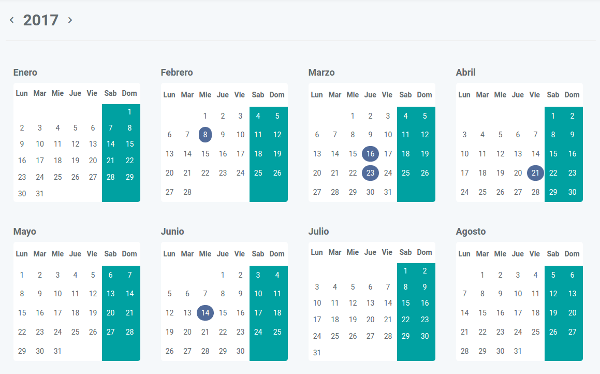 ‹ 2017 ›
Enero
Lun Mar Mie Jue Vie Sab Dom
1
2 3 4 5 6 7 8
9 10 11 12 13 14 15
16 17 18 19 20 21 22
23 24 25 26 27 28 29
30 31
Febrero
Lun Mar Mie Jue Vie Sab Dom
1 2 3 4 5
6 7 8 9 10 11 12
13 14 15 16 17 18 19
20 21 22 23 24 25 26
27 28
Marzo
Lun Mar Mie Jue Vie Sab Dom
1 2 3 4 5
6 7 8 9 10 11 12
13 14 15 16 17 18 19
20 21 22 23 24 25 26
27 28 29 30 31
Abril
Lun Mar Mie Jue Vie Sab Dom
1 2
3 4 5 6 7 8 9
10 11 12 13 14 15 16
17 18 19 20 21 22 23
24 25 26 27 28 29 30
Mayo
Lun Mar Mie Jue Vie Sab Dom
1 2 3 4 5 6 7
8 9 10 11 12 13 14
15 16 17 18 19 20 21
22 23 24 25 26 27 28
29 30 31
Junio
Lun Mar Mie Jue Vie Sab Dom
1 2 3 4
5 6 7 8 9 10 11
12 13 14 15 16 17 18
19 20 21 22 23 24 25
26 27 28 29 30
Julio
Lun Mar Mie Jue Vie Sab Dom
1 2
3 4 5 6 7 8 9
10 11 12 13 14 15 16
17 18 19 20 21 22 23
24 25 26 27 28 29 30
31
Agosto
Lun Mar Mie Jue Vie Sab Dom
1 2 3 4 5 6
7 8 9 10 11 12 13
14 15 16 17 18 19 20
21 22 23 24 25 26 27
28 29 30 31